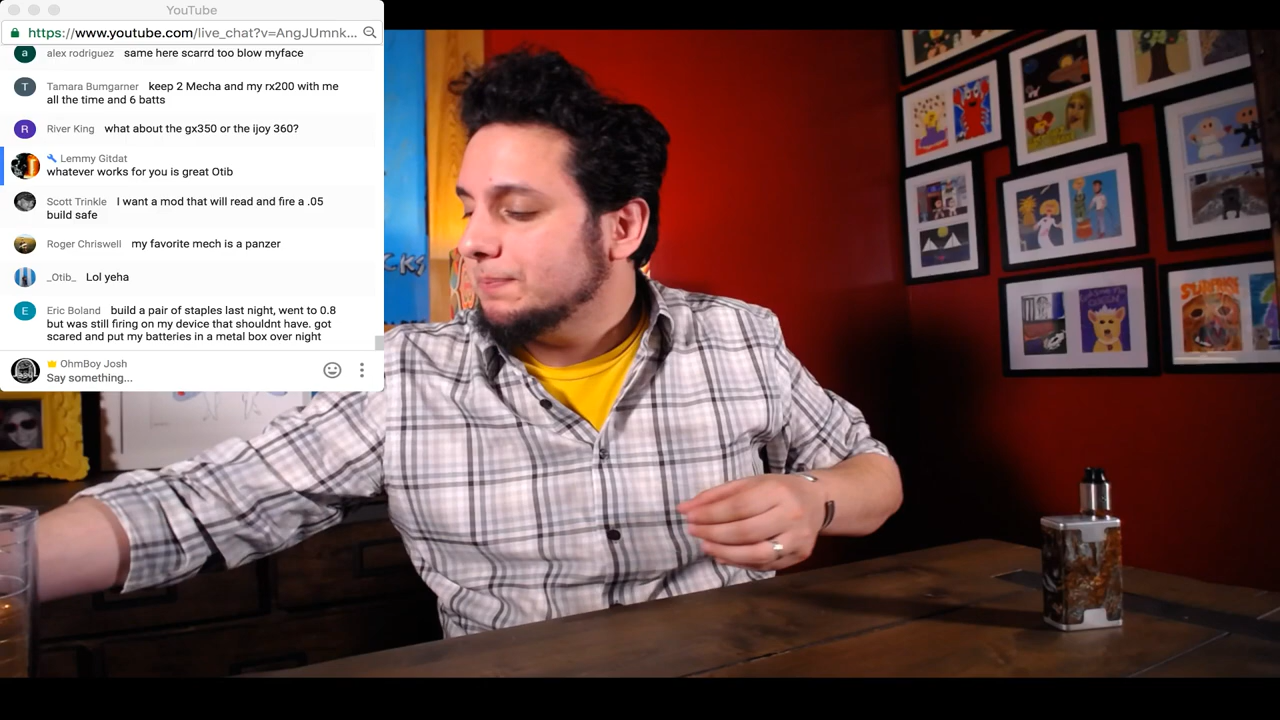 YouTube
https://www.youtube.com/live_chat?v=AngJUmnk...
a alex rodriguez same here scarrd too blow myface
T Tamara Bumgarner keep 2 Mecha and my rx200 with me
all the time and 6 batts
R River King what about the gx350 or the ijoy 360?
Lemmy Gitdat
whatever works for you is great Otib
Scott Trinkle I want a mod that will read and fire a .05
build safe
Roger Chriswell my favorite mech is a panzer
_Otib_ Lol yeha
E Eric Boland build a pair of staples last night, went to 0.8
but was still firing on my device that shouldnt have. got
scared and put my batteries in a metal box over night
OhmBoy Josh
Say something...
CKS